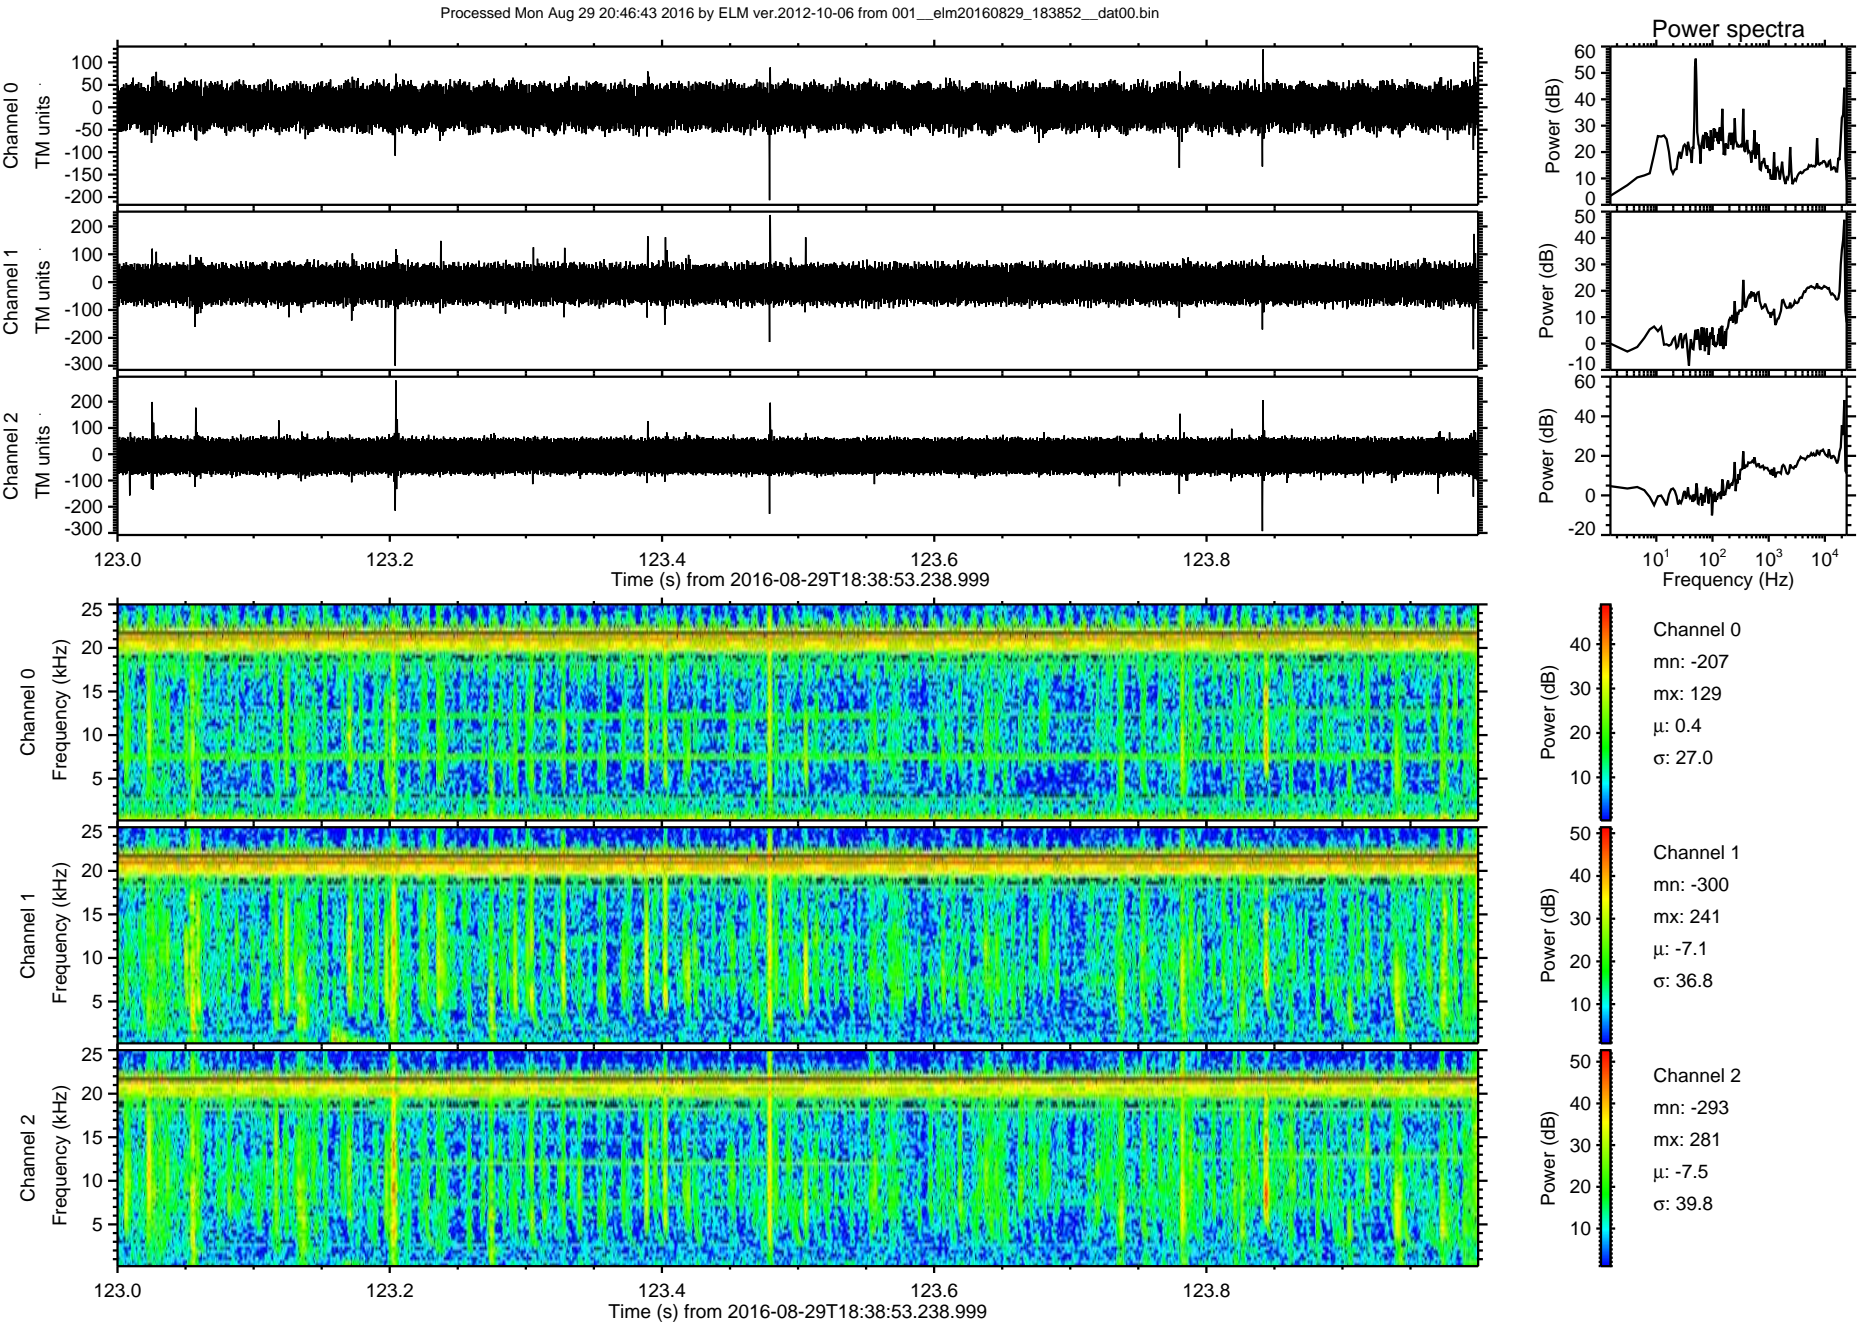 Processed Mon Aug 29 20:46:43 2016 by ELM ver.2012-10-06 from 001__elm20160829_183852__dat00.bin
Power spectra
Channel 0
TM units
100
50
0
-50
-100
-150
-200
Power (dB)
60
50
40
30
20
10
0
Channel 1
TM units
200
100
0
-100
-200
-300
Power (dB)
50
40
30
20
10
0
-10
Channel 2
TM units
200
100
0
-100
-200
-300
Power (dB)
60
40
20
0
-20
123.0 123.2 123.4 123.6 123.8
Time (s) from 2016-08-29T18:38:53.238.999
10¹ 10² 10³ 10⁴
Frequency (Hz)
Channel 0
Frequency (kHz)
25
20
15
10
5
Power (dB)
40
30
20
10
Channel 0
mn: -207
mx: 129
μ: 0.4
σ: 27.0
Channel 1
Frequency (kHz)
25
20
15
10
5
Power (dB)
50
40
30
20
10
Channel 1
mn: -300
mx: 241
μ: -7.1
σ: 36.8
Channel 2
Frequency (kHz)
25
20
15
10
5
Power (dB)
50
40
30
20
10
Channel 2
mn: -293
mx: 281
μ: -7.5
σ: 39.8
123.0 123.2 123.4 123.6 123.8
Time (s) from 2016-08-29T18:38:53.238.999